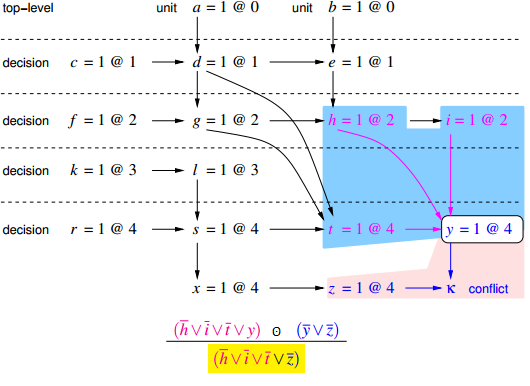 top-level unit a = 1 @ 0 unit b = 1 @ 0
decision c = 1 @ 1 d = 1 @ 1 e = 1 @ 1
decision f = 1 @ 2 g = 1 @ 2 h = 1 @ 2 i = 1 @ 2
decision k = 1 @ 3 l = 1 @ 3
decision r = 1 @ 4 s = 1 @ 4 t = 1 @ 4 y = 1 @ 4
x = 1 @ 4 z = 1 @ 4 κ conflict
(h̅ ∨ i̅ ∨ t̅ ∨ y) ⊙ (y̅ ∨ z̅)
(h̅ ∨ i̅ ∨ t̅ ∨ z̅)